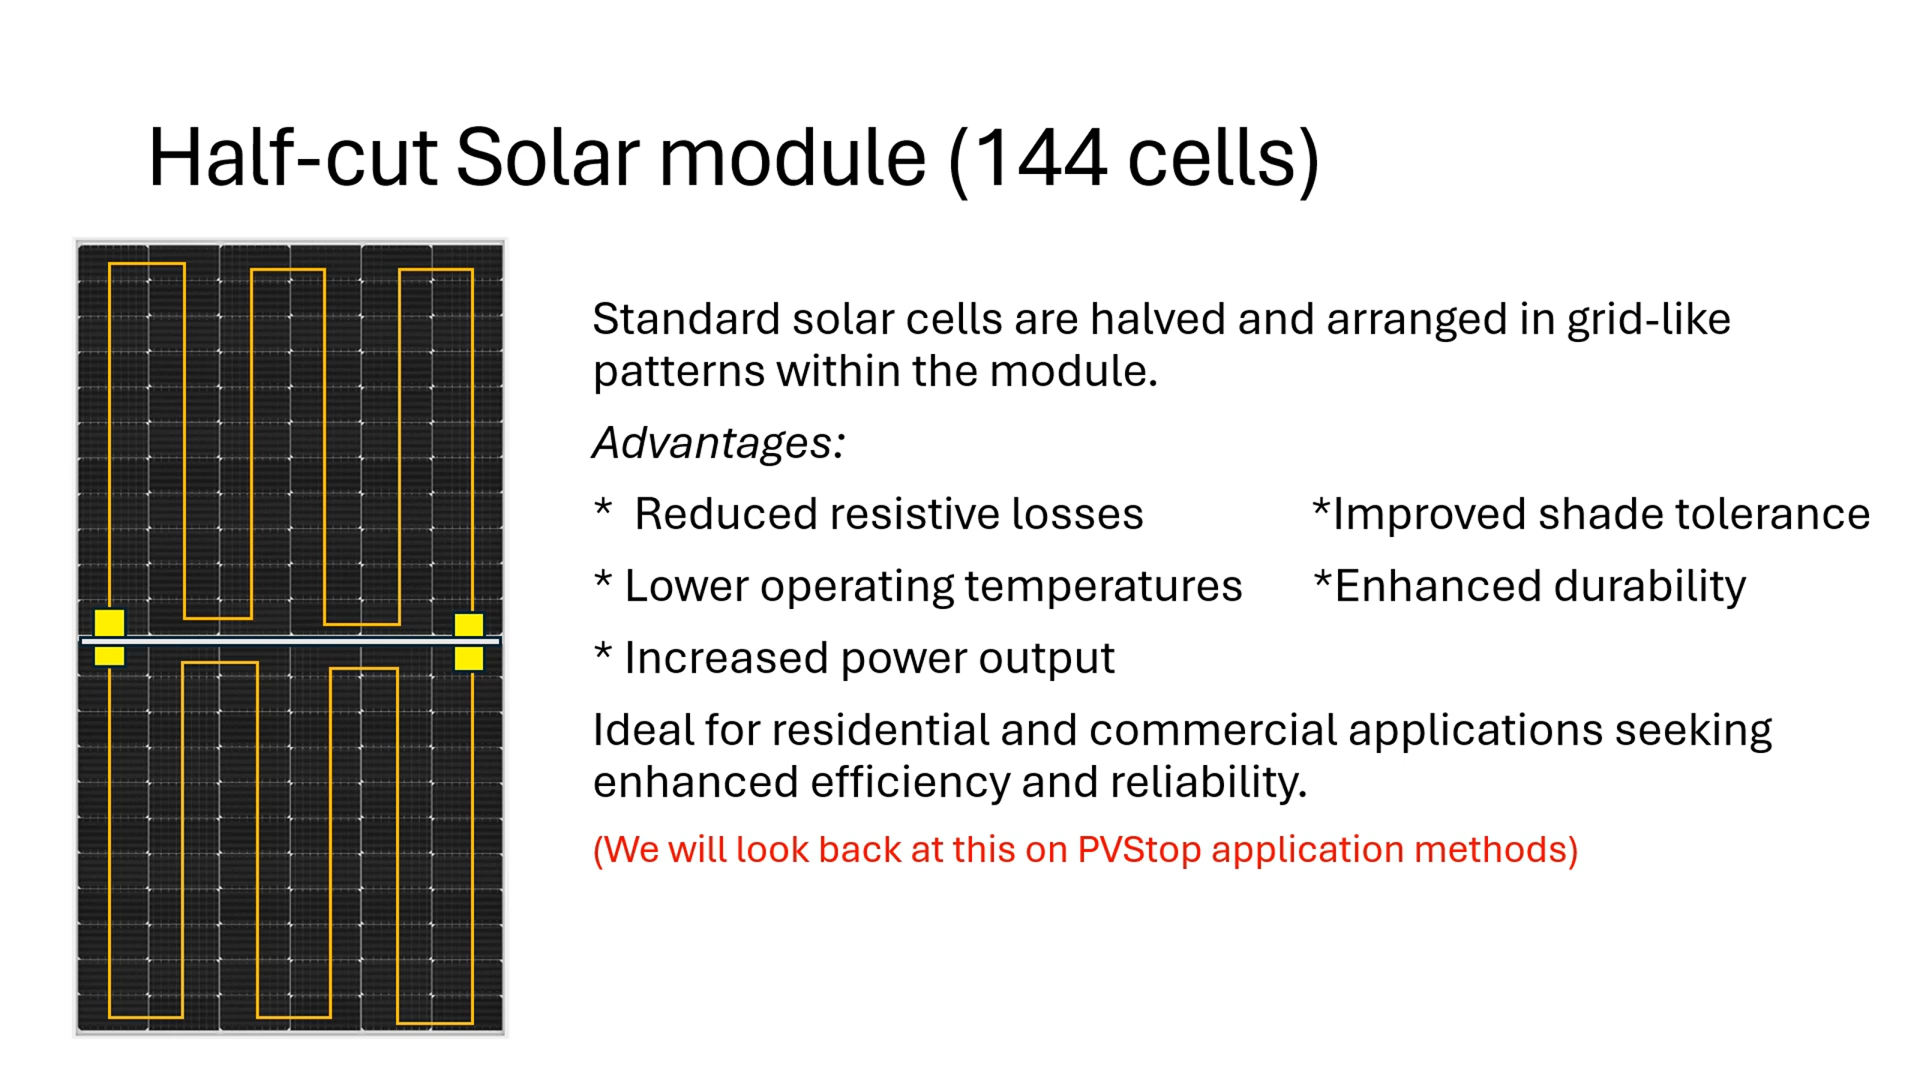 Half-cut Solar module (144 cells)
Standard solar cells are halved and arranged in grid-like
patterns within the module.
Advantages:
* Reduced resistive losses *Improved shade tolerance
* Lower operating temperatures *Enhanced durability
* Increased power output
Ideal for residential and commercial applications seeking
enhanced efficiency and reliability.
(We will look back at this on PVStop application methods)